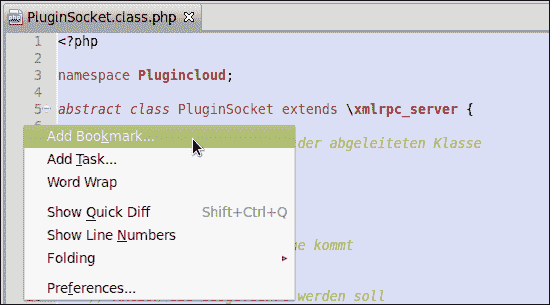 PluginSocket.class.php
1 <?php
2
3 namespace Plugincloud;
4
5 abstract class PluginSocket extends \xmlrpc_server {
Add Bookmark...
der abgeleiteten Klasse
Add Task...
Word Wrap
Show Quick Diff Shift+Ctrl+Q
Show Line Numbers
kommt
Folding
Preferences...
werden soll